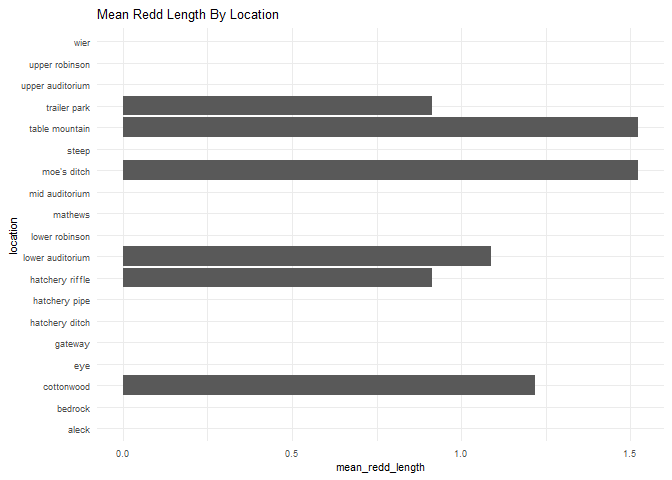 Mean Redd Length By Location
wier
upper robinson
upper auditorium
trailer park
table mountain
steep
moe's ditch
mid auditorium
mathews
lower robinson
lower auditorium
hatchery riffle
hatchery pipe
hatchery ditch
gateway
eye
cottonwood
bedrock
aleck
location
0.0 0.5 1.0 1.5
mean_redd_length